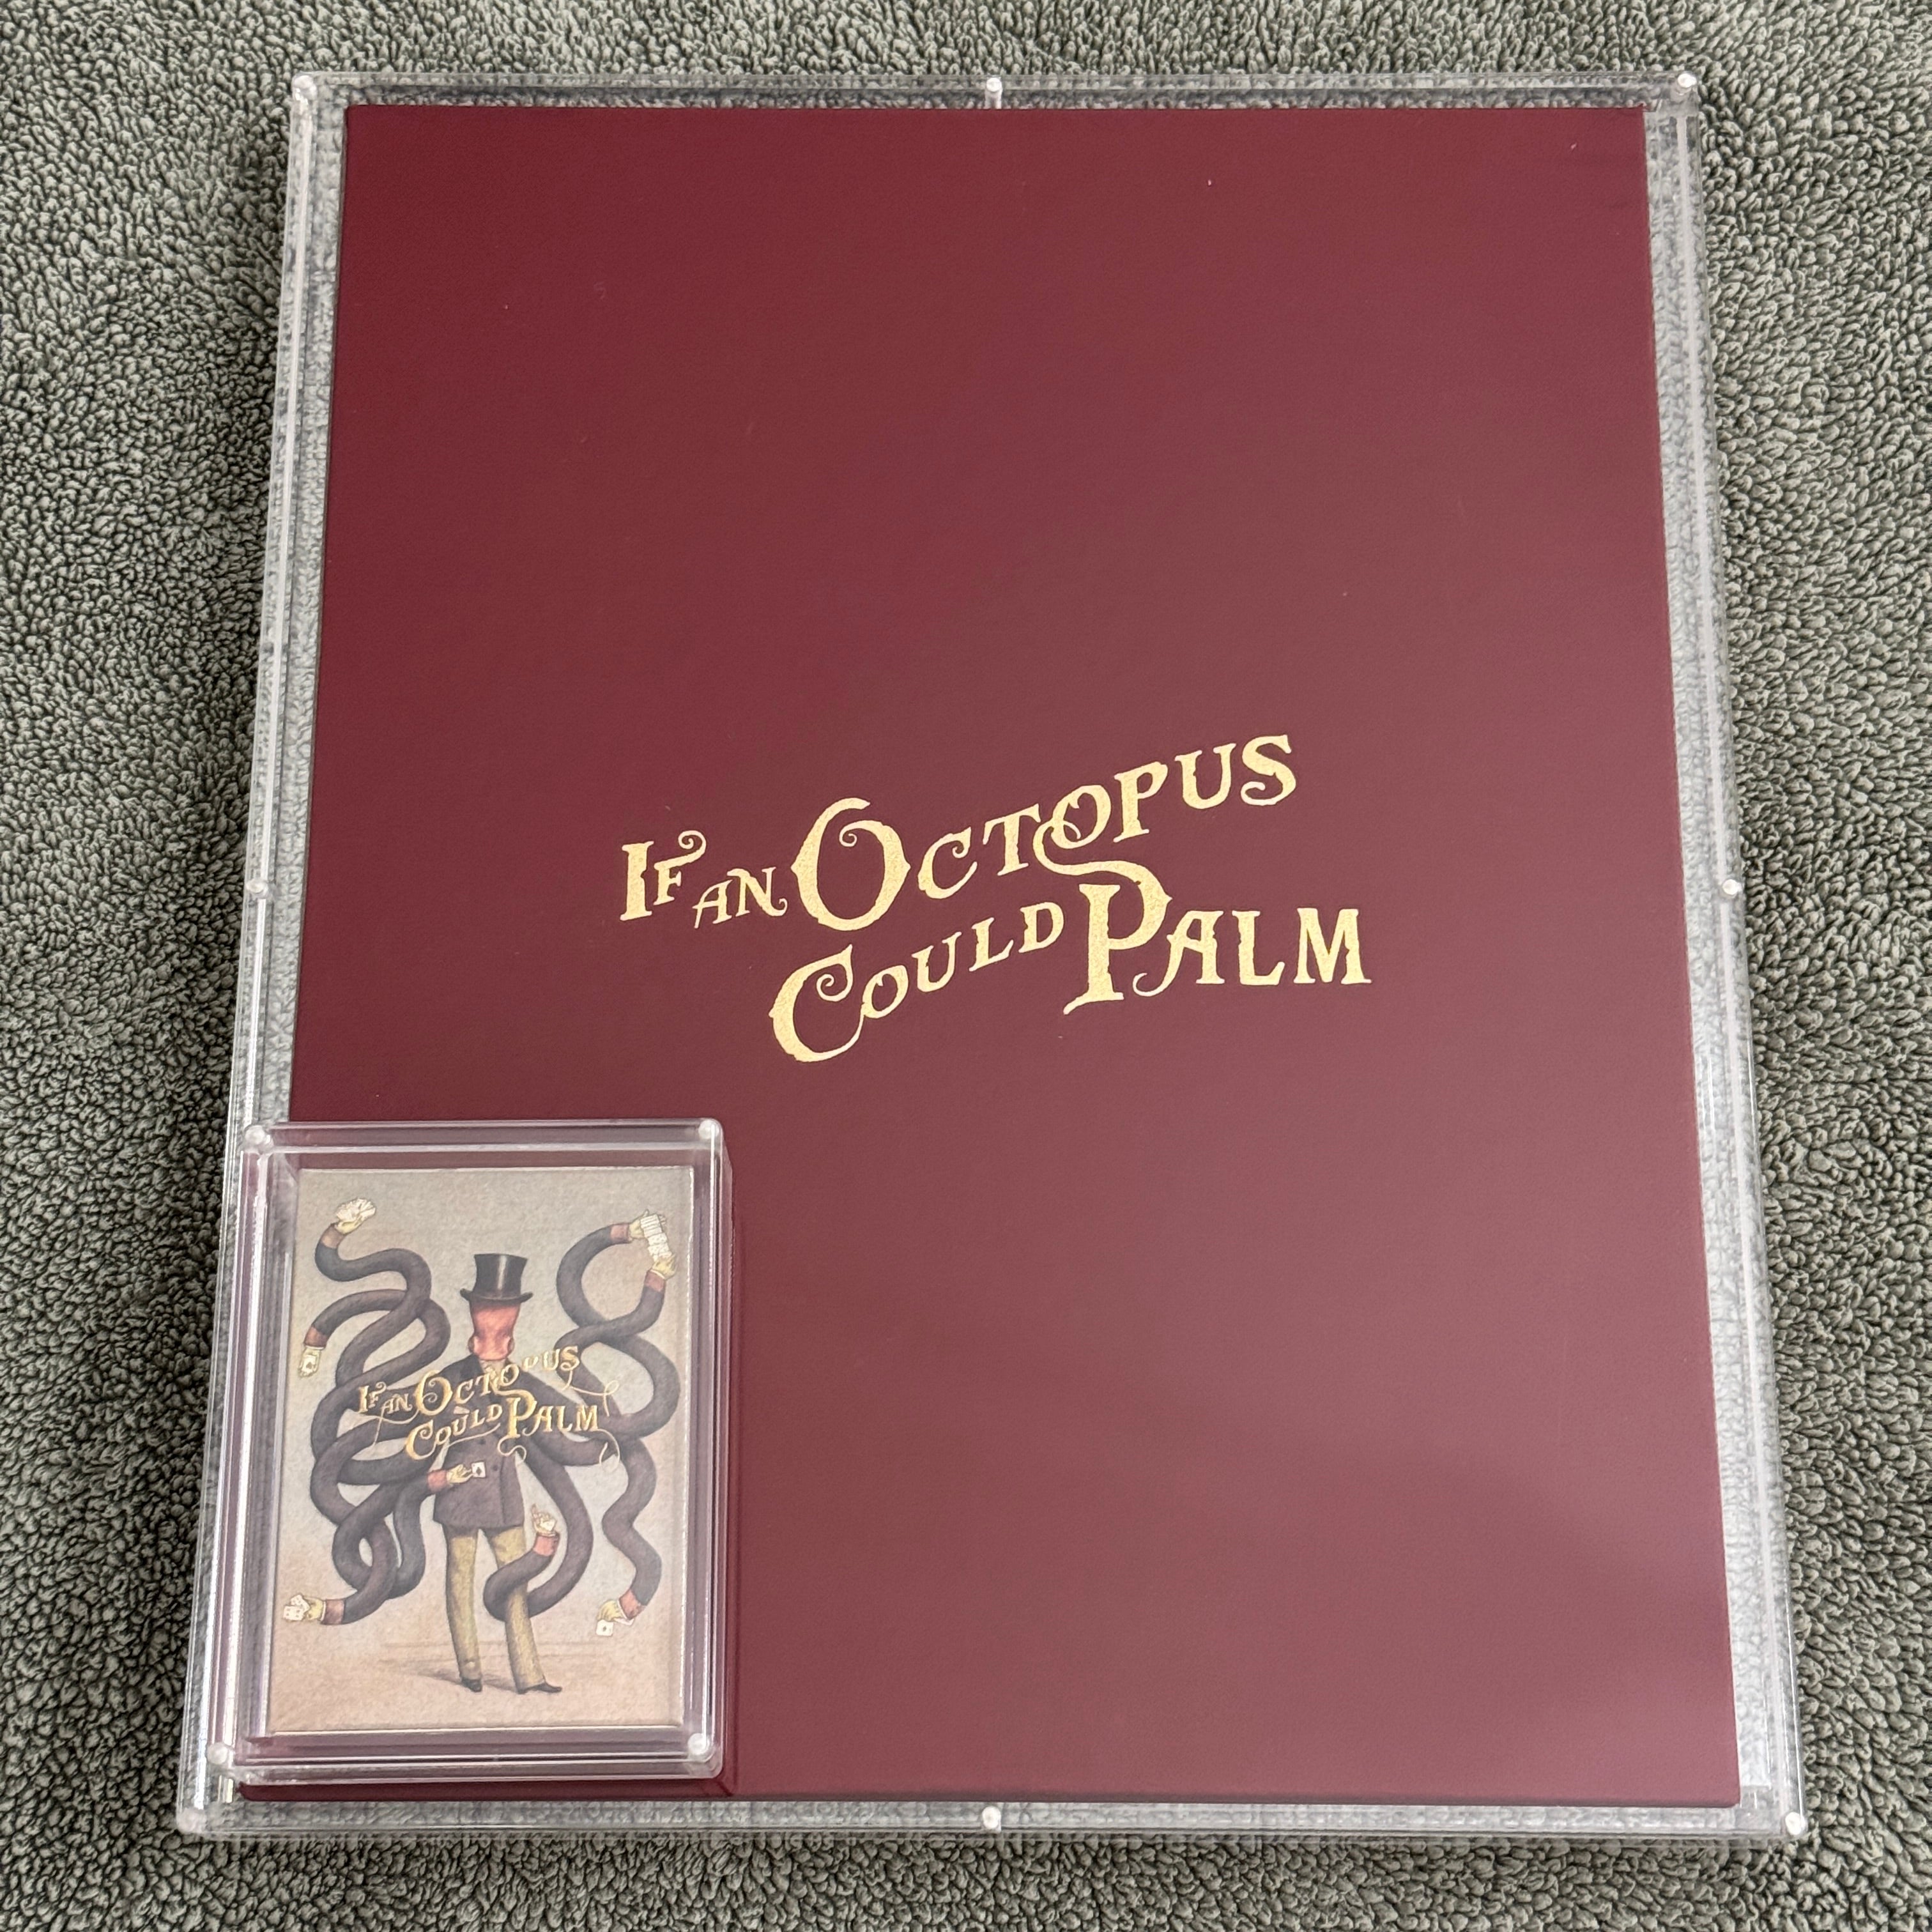 If an Octopus
Could Palm
If an Octopus
Could Palm